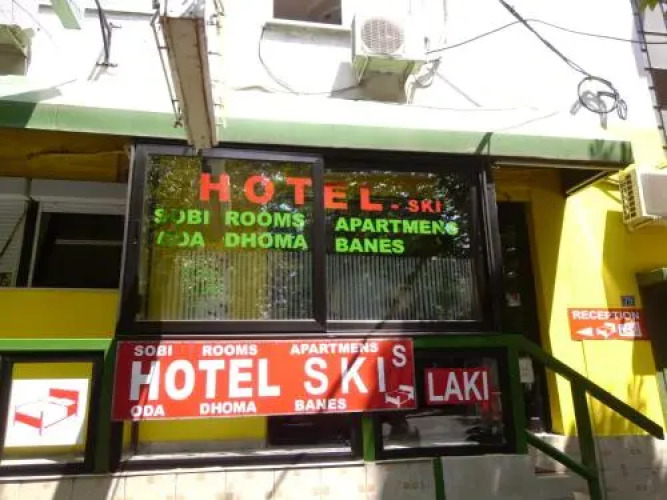 HOTEL - SKI
SOBI ROOMS APARTMENS
ODA DHOMA BANES
SOBI ROOMS APARTMENS
HOTEL SKI S
ODA DHOMA BANES
LAKI
RECEPTION